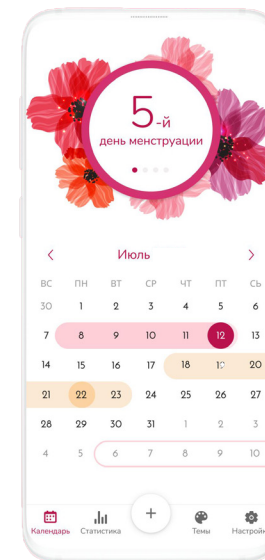 5-й
день менструации
Июль
ВС ПН ВТ СР ЧТ ПТ СЬ
30 1 2 3 4 5 6
7 8 9 10 11 12 13
14 15 16 17 18 19 20
21 22 23 24 25 26 27
28 29 30 31 1 2 3
4 5 6 7 8 9 10
+
Календарь Статистика Темы Настройк